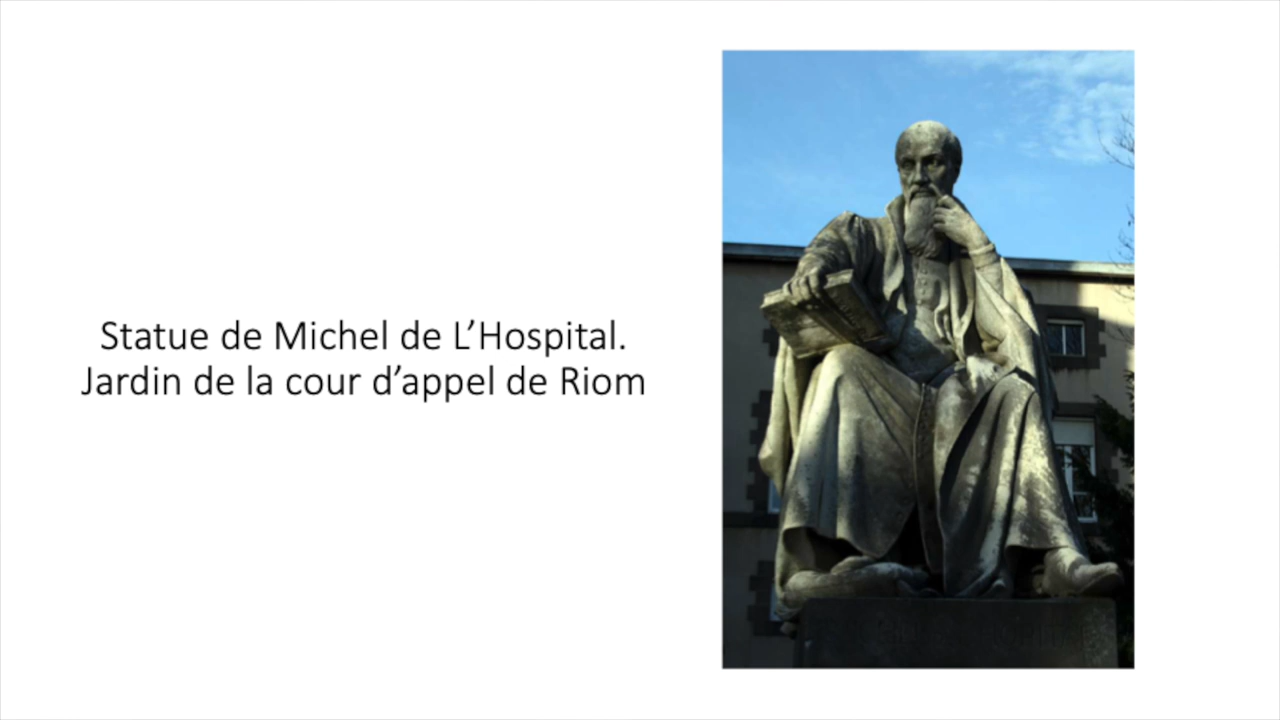 Statue de Michel de L’Hospital.
Jardin de la cour d’appel de Riom